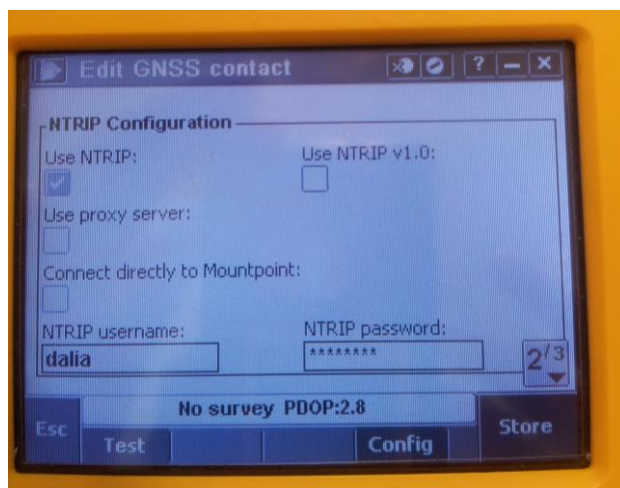 Edit GNSS contact ? – ×
NTRIP Configuration
Use NTRIP: Use NTRIP v1.0:
Use proxy server:
Connect directly to Mountpoint:
NTRIP username: NTRIP password:
dalia ********
2/3
No survey PDOP:2.8
Esc Test Config Store